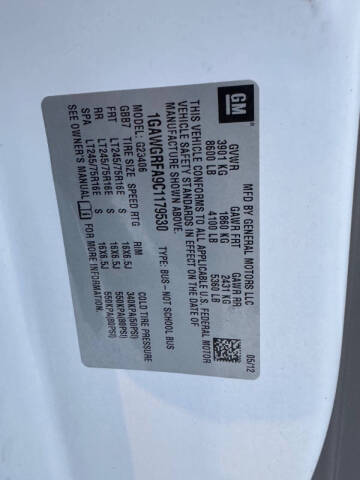 GM
MFD BY GENERAL MOTORS LLC 05/12
GVWR GAWR FRT GAWR RR
3901 KG 1860 KG 2431 KG
8600 LB 4100 LB 5360 LB
THIS VEHICLE CONFORMS TO ALL APPLICABLE U.S. FEDERAL MOTOR
VEHICLE SAFETY STANDARDS IN EFFECT ON THE DATE OF
MANUFACTURE SHOWN ABOVE.
1GAWGRFA9C1179530 TYPE: BUS - NOT SCHOOL BUS
MODEL: G23406
GBB7 TIRE SIZE SPEED RTG RIM COLD TIRE PRESSURE
FRT LT245/75R16E S 16X6.5J 340KPA(50PSI)
RR LT245/75R16E S 16X6.5J 550KPA(80PSI)
SPA LT245/75R16E S 16X6.5J 550KPA(80PSI)
SEE OWNER'S MANUAL